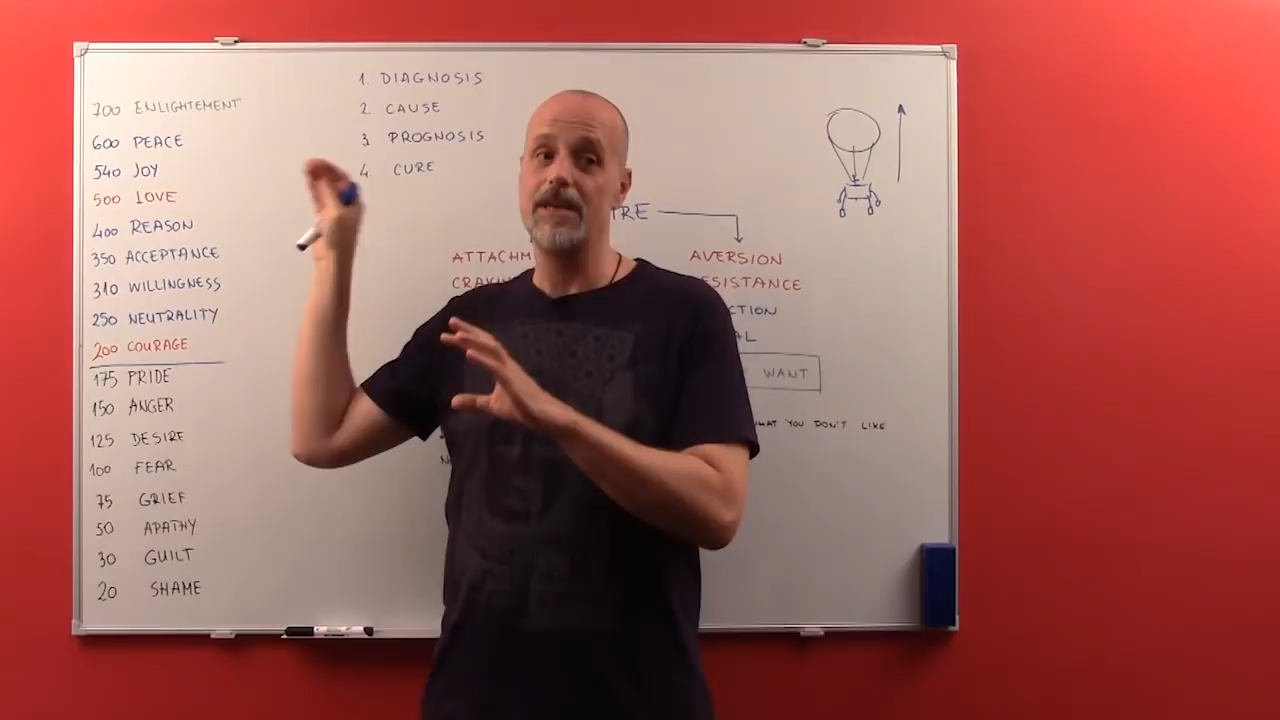 700 ENLIGHTEMENT
600 PEACE
540 JOY
500 LOVE
400 REASON
350 ACCEPTANCE
310 WILLINGNESS
250 NEUTRALITY
200 COURAGE
175 PRIDE
150 ANGER
125 DESIRE
100 FEAR
75 GRIEF
50 APATHY
30 GUILT
20 SHAME
1. DIAGNOSIS
2. CAUSE
3. PROGNOSIS
4. CURE
AVERSION
WANT
WHAT YOU DON'T LIKE